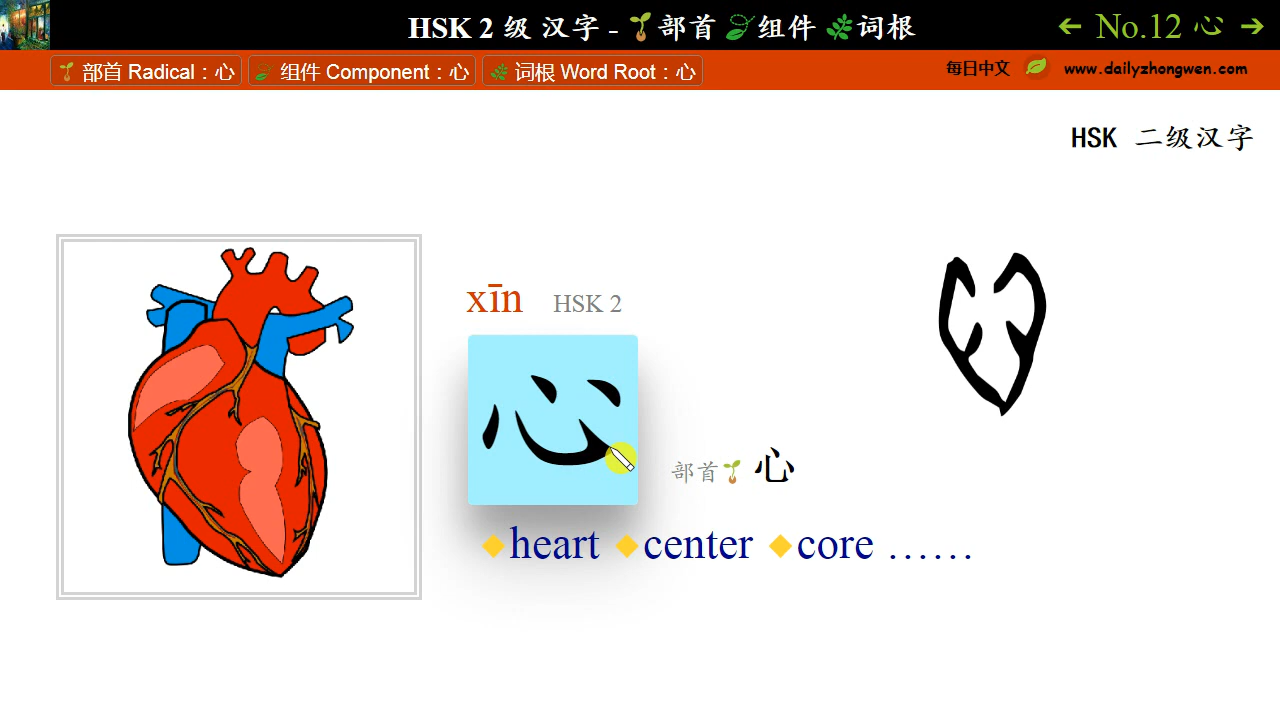 HSK 2 级 汉字 - 部首 组件 词根
← No.12 心 →
部首 Radical：心 组件 Component：心 词根 Word Root：心
每日中文 www.dailyzhongwen.com
HSK 二级汉字
xīn HSK 2
心
部首 心
heart center core ……